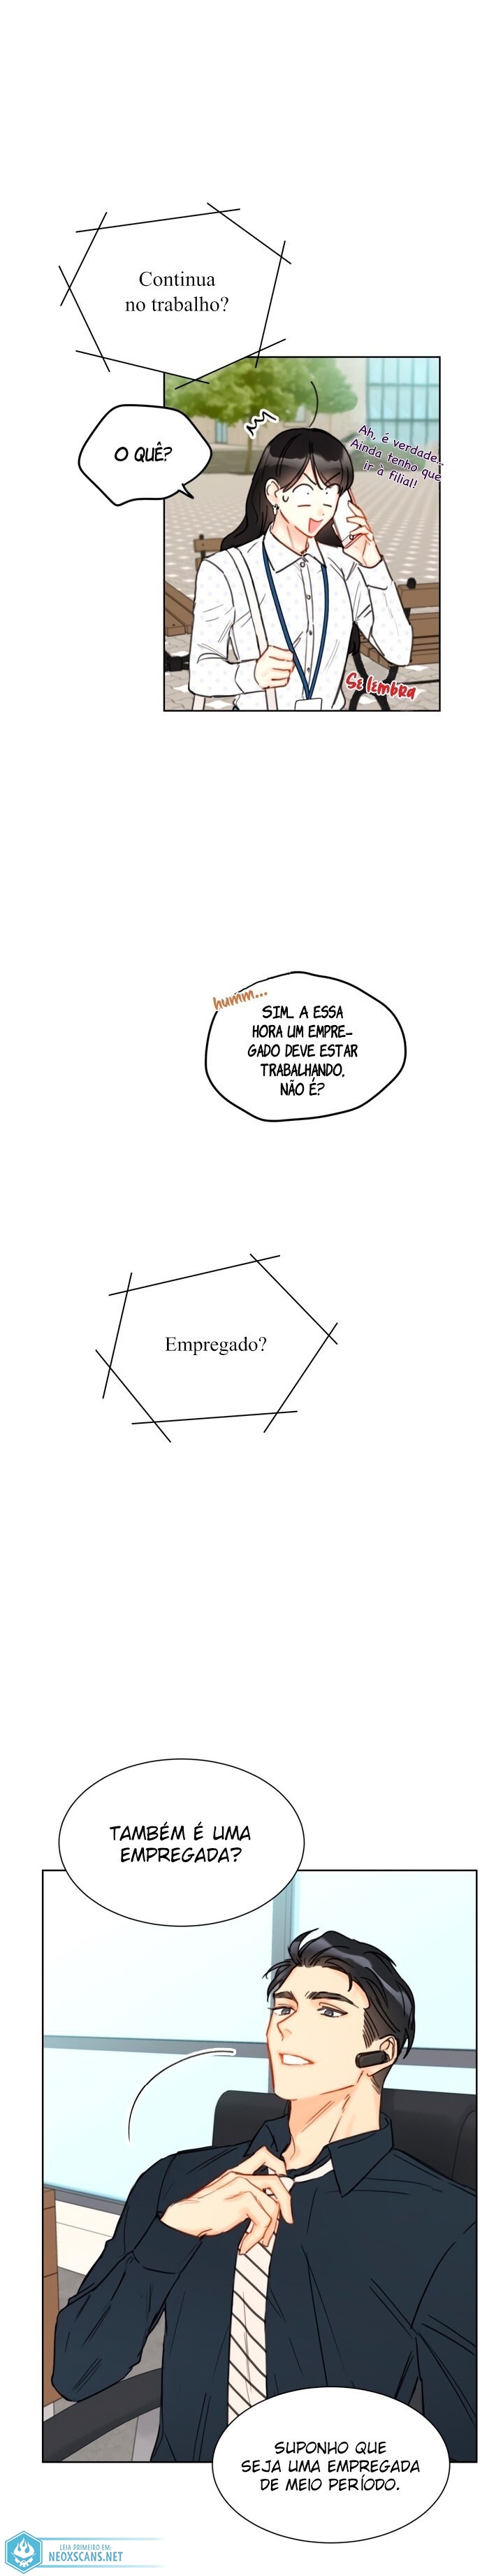 Continua
no trabalho?
O QUÊ?
Ah, é verdade...
Ainda tenho que
ir à filial!
Se lembra
humm...
SIM... A ESSA
HORA UM EMPRE-
GADO DEVE ESTAR
TRABALHANDO,
NÃO É?
Empregado?
TAMBÉM É UMA
EMPREGADA?
SUPONHO QUE
SEJA UMA EMPREGADA
DE MEIO PERÍODO.
LEIA PRIMEIRO EM:
NEOXSCANS.NET